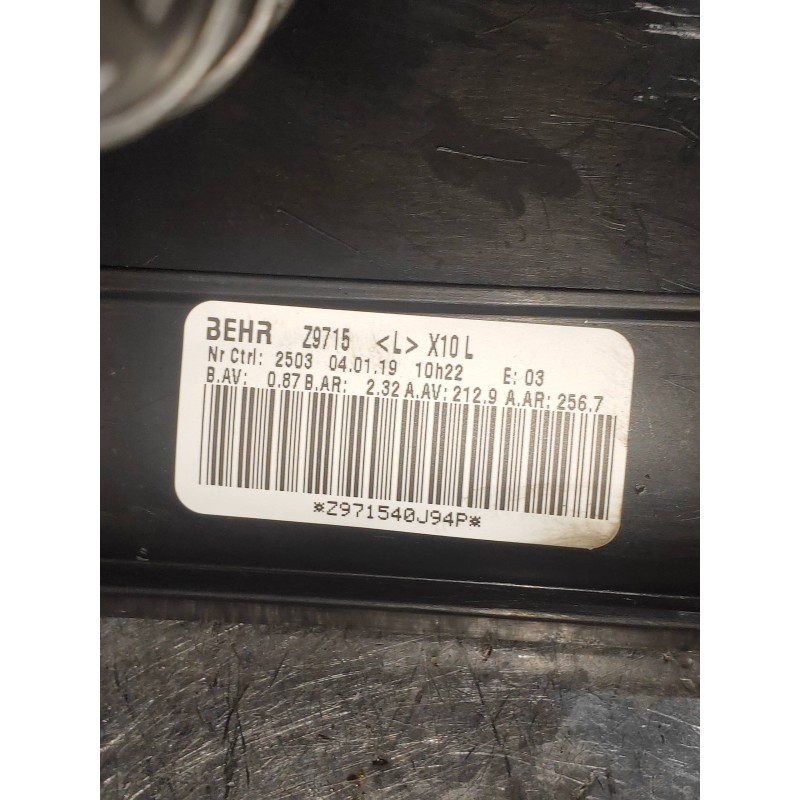 BEHR Z9715 <L> X10 L
Nr Ctrl: 2503 04.01.19 10h22 E: 03
B.AV: 0.87 B.AR: 2.32 A.AV: 212.9 A.AR: 256.7
*Z971540J94P*